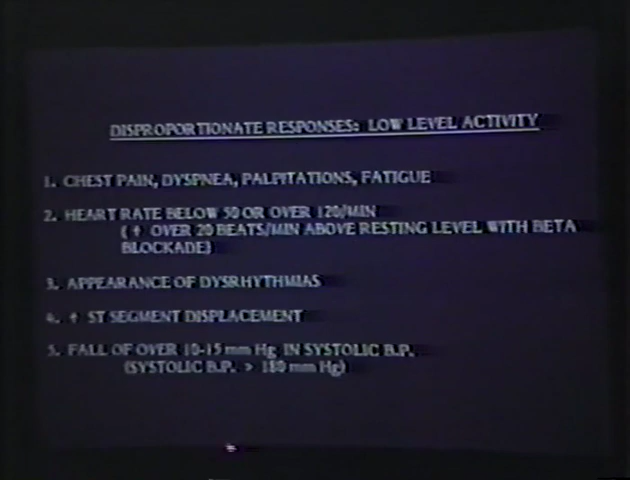 DISPROPORTIONATE RESPONSES: LOW LEVEL ACTIVITY
1. CHEST PAIN, DYSPNEA, PALPITATIONS, FATIGUE
2. HEART RATE BELOW 50 OR OVER 120/MIN
(↑ OVER 20 BEATS/MIN ABOVE RESTING LEVEL WITH BETA
BLOCKADE)
3. APPEARANCE OF DYSRHYTHMIAS
4. ↑ ST SEGMENT DISPLACEMENT
5. FALL OF OVER 10-15 mm Hg IN SYSTOLIC B.P.
(SYSTOLIC B.P. > 180 mm Hg)